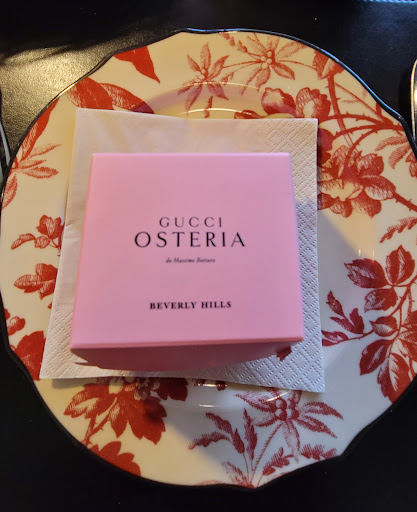 GUCCI
OSTERIA
da Massimo Bottura
BEVERLY HILLS